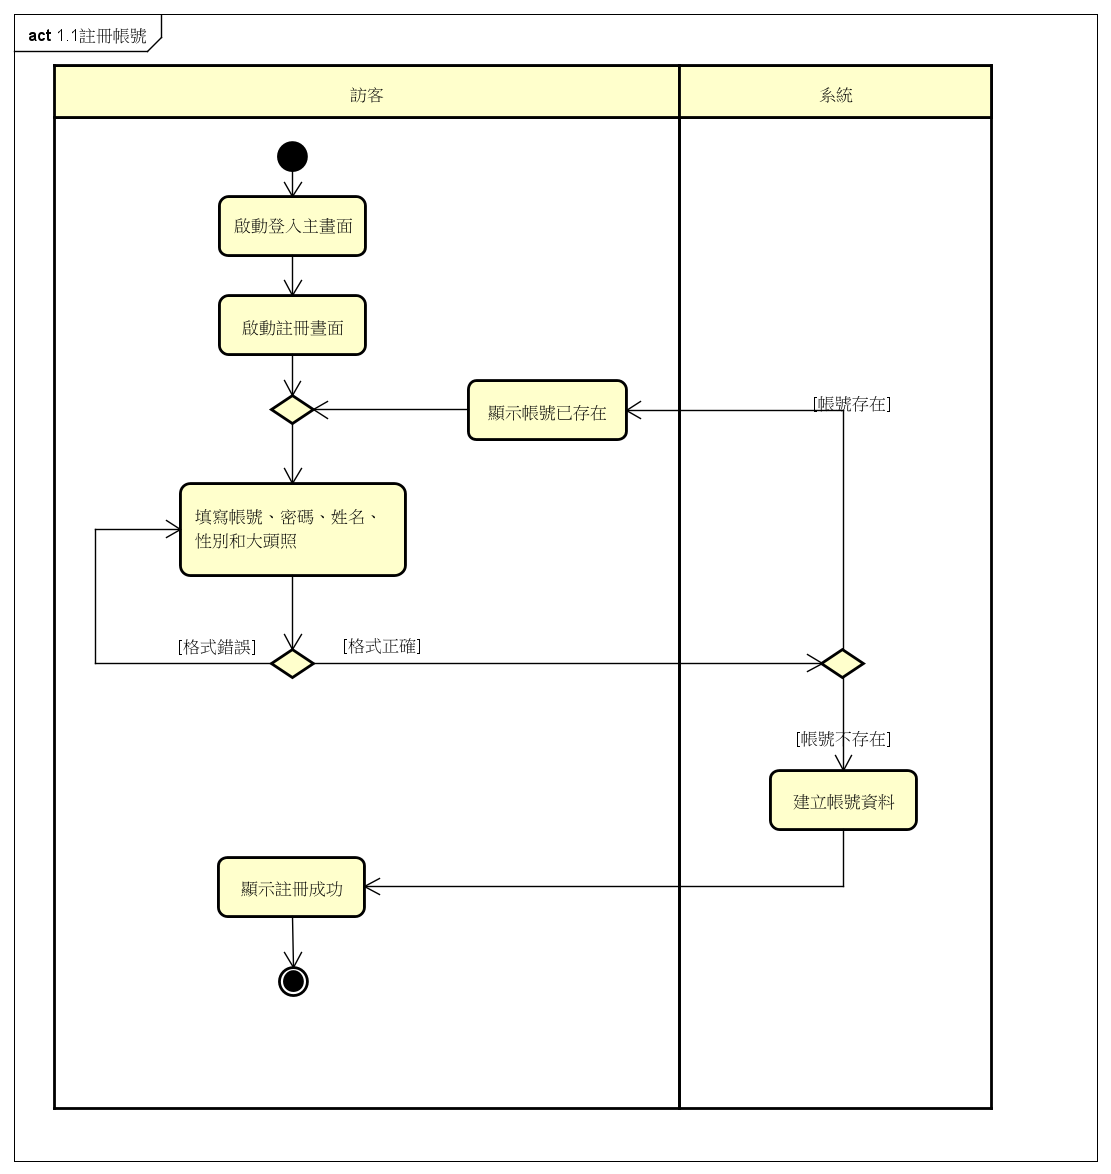 act 1.1註冊帳號
訪客
系統
啟動登入主畫面
啟動註冊畫面
顯示帳號已存在
[帳號存在]
填寫帳號、密碼、姓名、
性別和大頭照
[格式錯誤]
[格式正確]
[帳號不存在]
建立帳號資料
顯示註冊成功